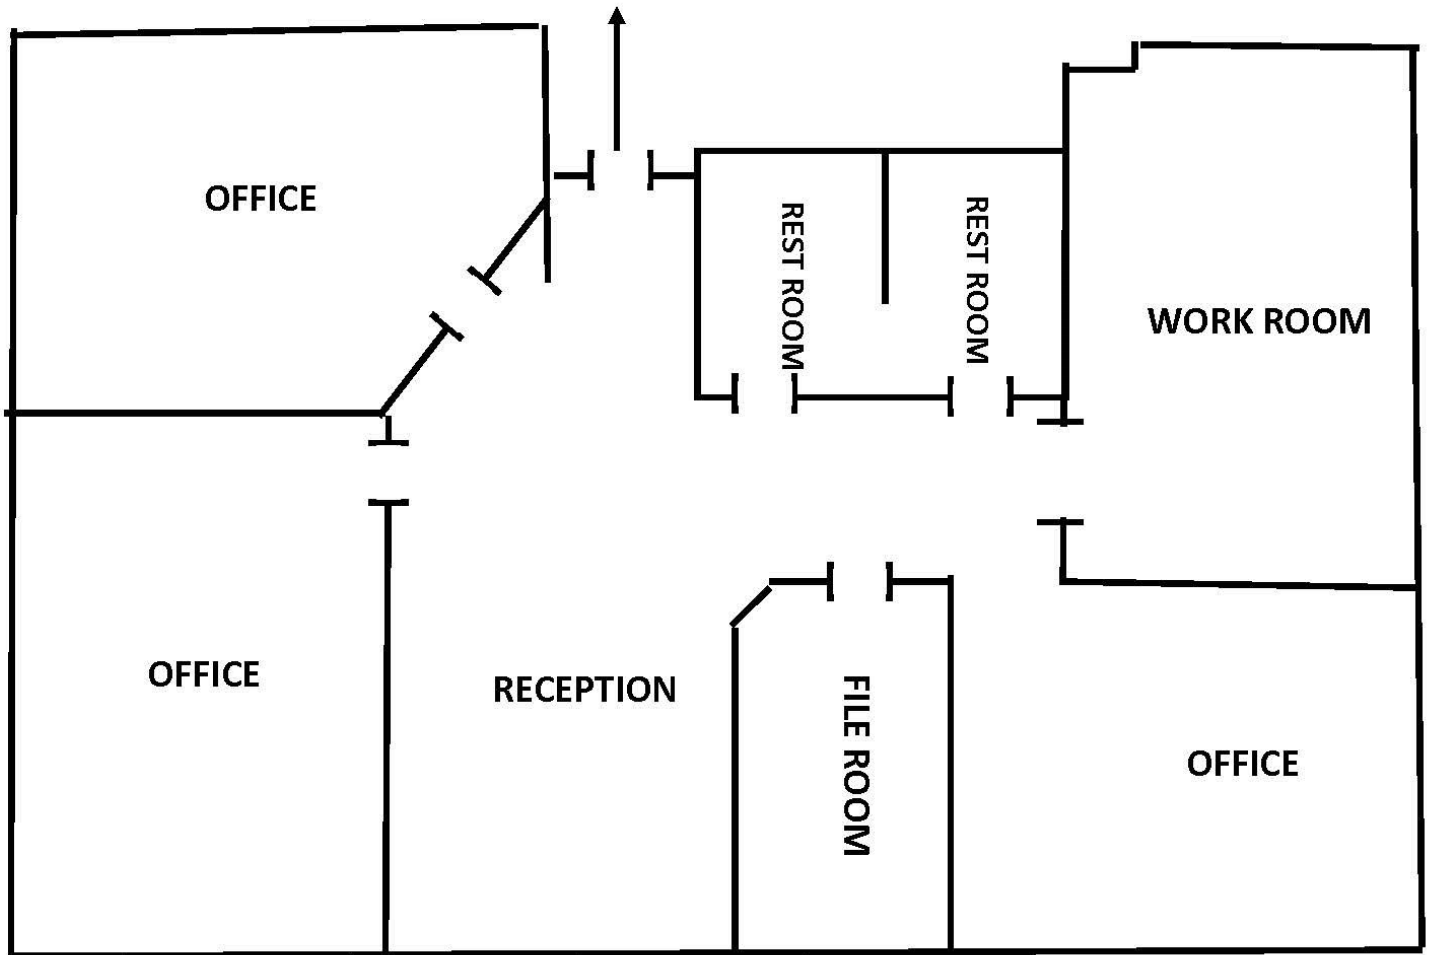 OFFICE
REST ROOM
REST ROOM
WORK ROOM
OFFICE
RECEPTION
FILE ROOM
OFFICE